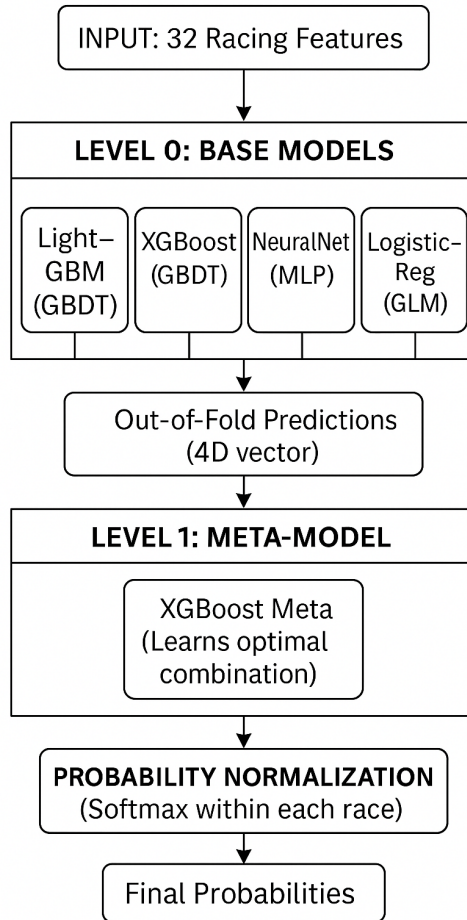 INPUT: 32 Racing Features
LEVEL 0: BASE MODELS
Light–
GBM
(GBDT)
XGBoost
(GBDT)
NeuralNet
(MLP)
Logistic–
Reg
(GLM)
Out-of-Fold Predictions
(4D vector)
LEVEL 1: META-MODEL
XGBoost Meta
(Learns optimal
combination)
PROBABILITY NORMALIZATION
(Softmax within each race)
Final Probabilities